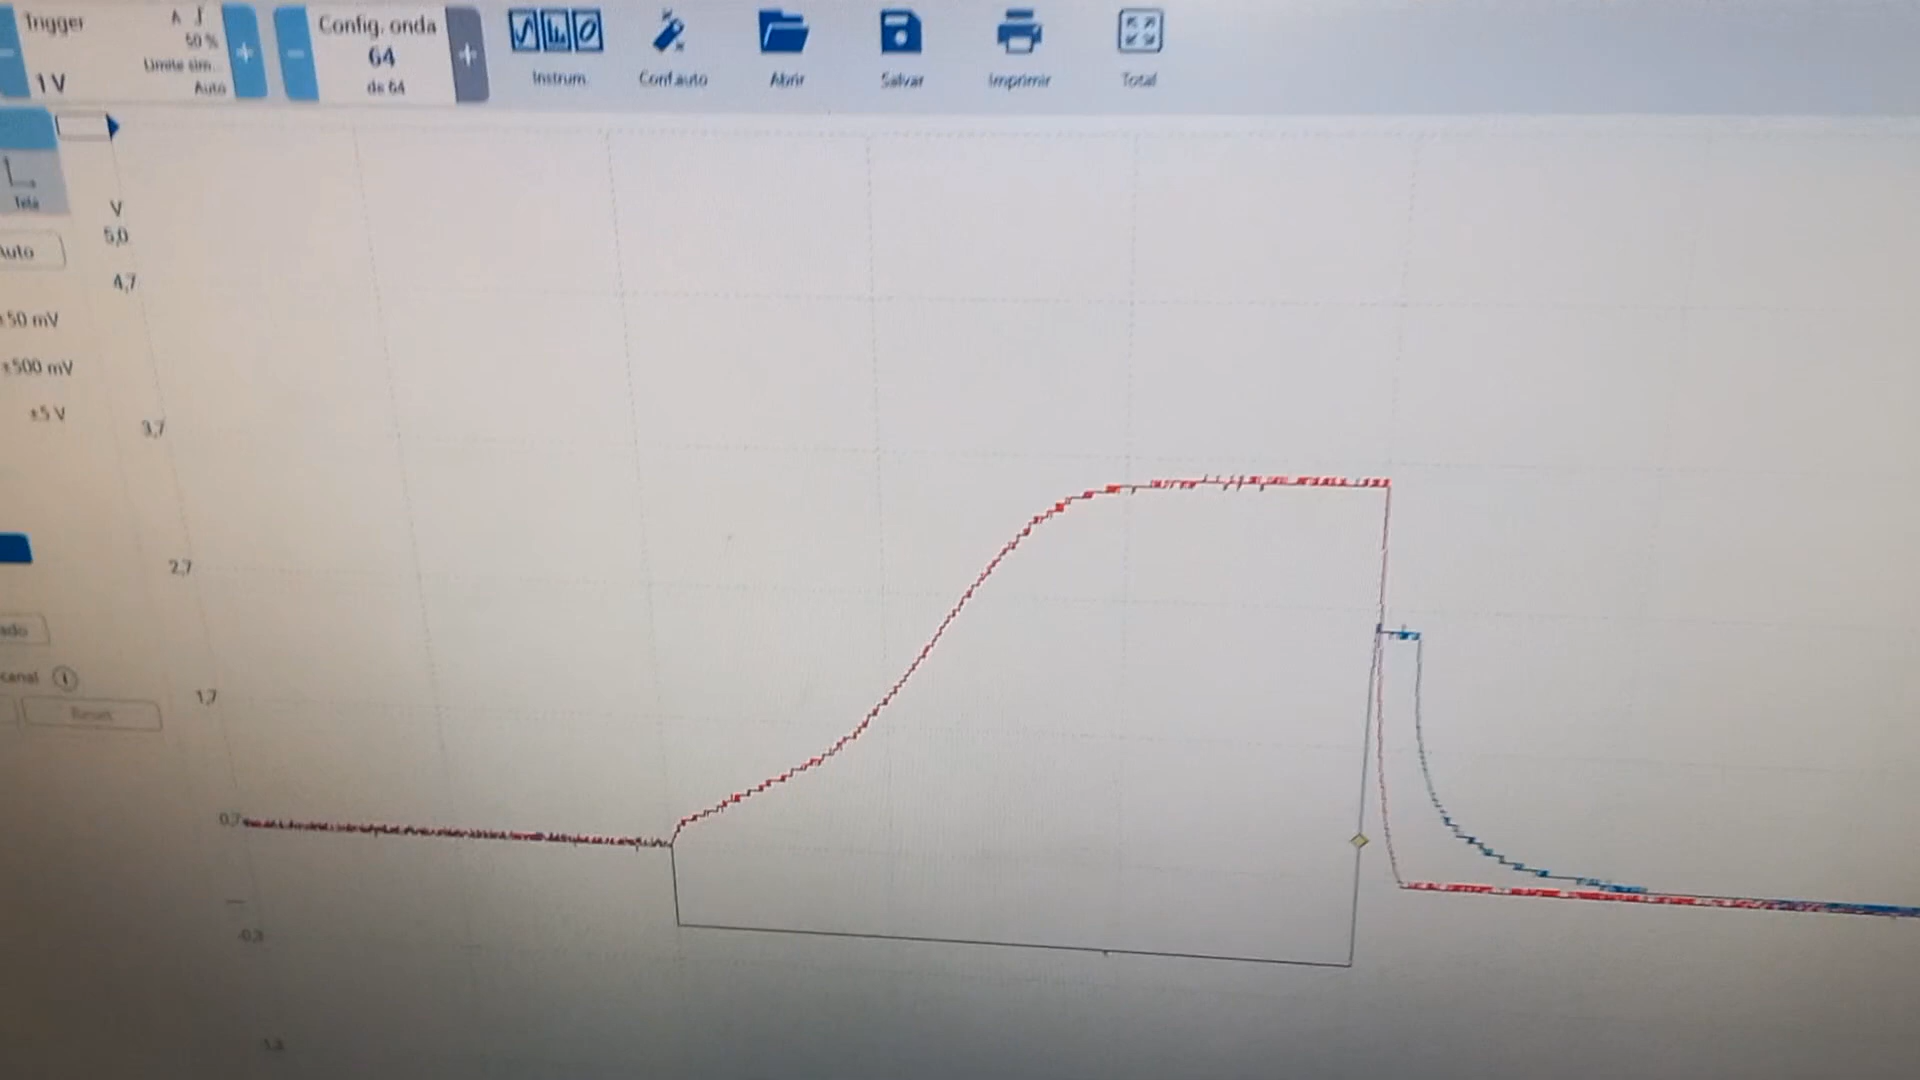 Trigger
A
50 %
Limite sim...
1 V
Auto
Config. onda
64
de 64
Instrum.
Conf.auto
Abrir
Salvar
Imprimir
Total
Tela
Auto
V
5,0
4,7
±50 mV
±500 mV
±5 V
3,7
2,7
canal
1,7
Reset
0,7
-0,3